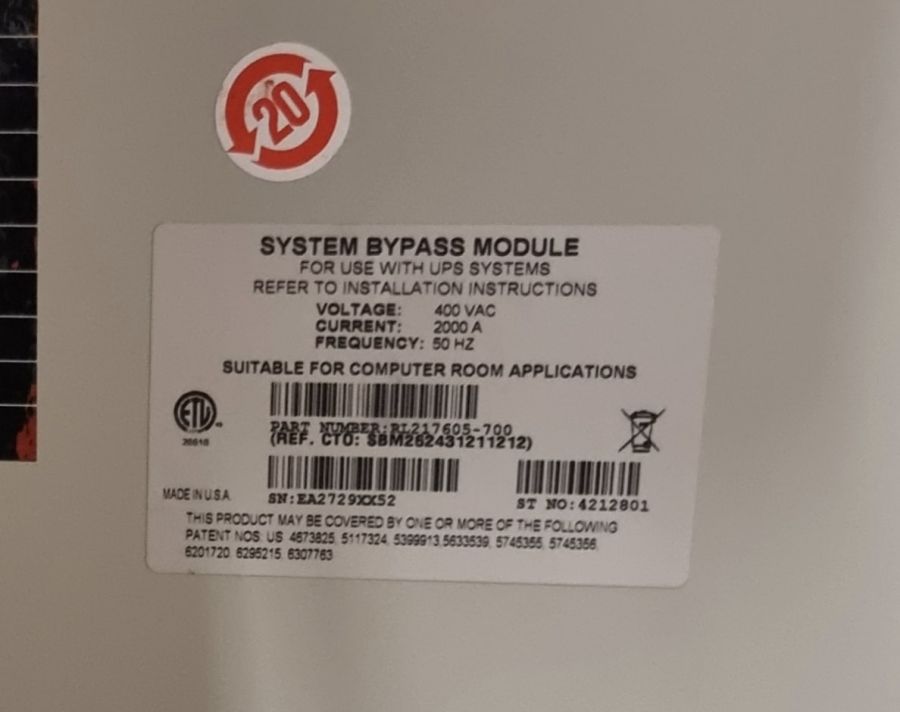 20
SYSTEM BYPASS MODULE
FOR USE WITH UPS SYSTEMS
REFER TO INSTALLATION INSTRUCTIONS
VOLTAGE: 400 VAC
CURRENT: 2000 A
FREQUENCY: 50 HZ
SUITABLE FOR COMPUTER ROOM APPLICATIONS
PART NUMBER:RL217605-700
(REF. CTO: SBM262431211212)
ETL
MADE IN U.S.A.
SN:EA2729XX52
ST NO:4212801
THIS PRODUCT MAY BE COVERED BY ONE OR MORE OF THE FOLLOWING
PATENT NOS: US 4673825, 5117324, 5399913,5633539, 5745355, 5745356,
6201720, 6295215, 6307763